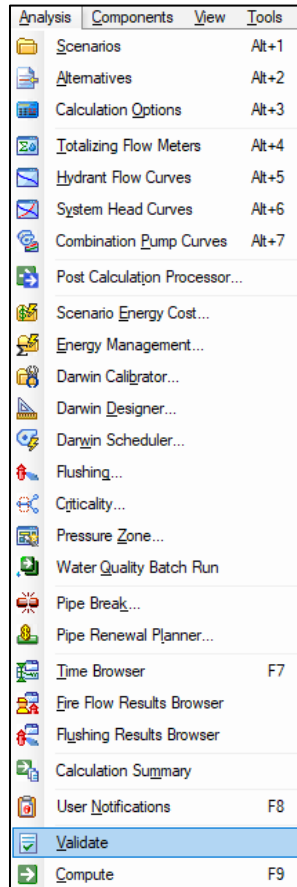 Analysis Components View Tools
Scenarios Alt+1
Alternatives Alt+2
Calculation Options Alt+3
Totalizing Flow Meters Alt+4
Hydrant Flow Curves Alt+5
System Head Curves Alt+6
Combination Pump Curves Alt+7
Post Calculation Processor...
Scenario Energy Cost...
Energy Management...
Darwin Calibrator...
Darwin Designer...
Darwin Scheduler...
Flushing...
Criticality...
Pressure Zone...
Water Quality Batch Run
Pipe Break...
Pipe Renewal Planner...
Time Browser F7
Fire Flow Results Browser
Flushing Results Browser
Calculation Summary
User Notifications F8
Validate
Compute F9